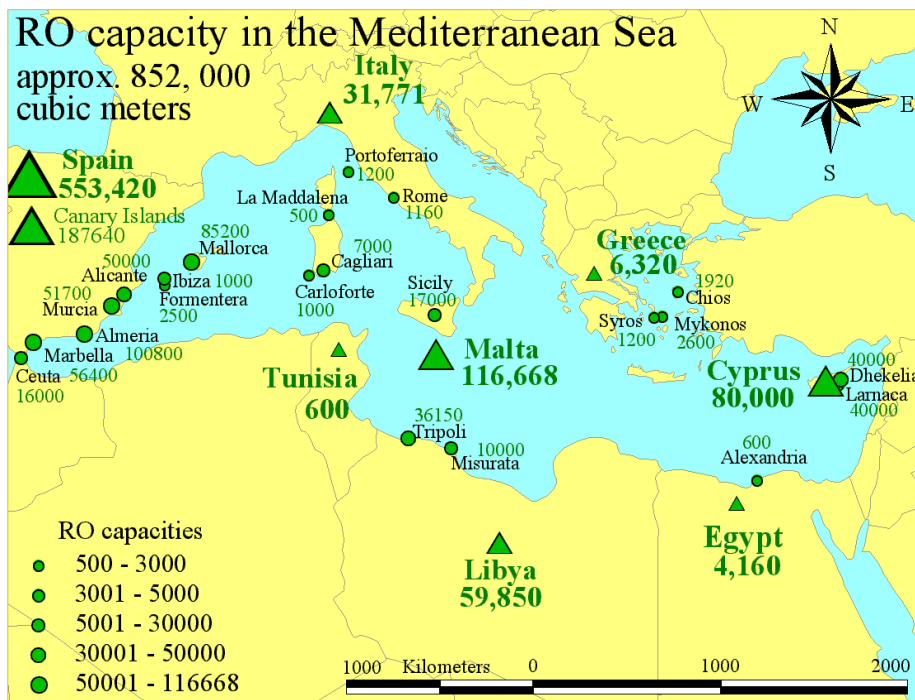 RO capacity in the Mediterranean Sea
approx. 852, 000
cubic meters
Italy
31,771
N
W
E
S
Spain
553,420
Canary Islands
187640
Portoferraio
1200
La Maddalena
500
Rome
1160
85200
Mallorca
50000
Alicante
Ibiza
1000
Formentera
2500
51700
Murcia
7000
Cagliari
Carloforte
1000
Sicily
17000
Greece
6,320
1920
Chios
Syros
1200
Mykonos
2600
Almeria
100800
Marbella
56400
Ceuta
16000
Tunisia
600
Malta
116,668
Cyprus
80,000
40000
Dhekelia
Larnaca
40000
36150
Tripoli
10000
Misurata
600
Alexandria
Egypt
4,160
Libya
59,850
RO capacities
500 - 3000
3001 - 5000
5001 - 30000
30001 - 50000
50001 - 116668
1000
Kilometers
0
1000
2000